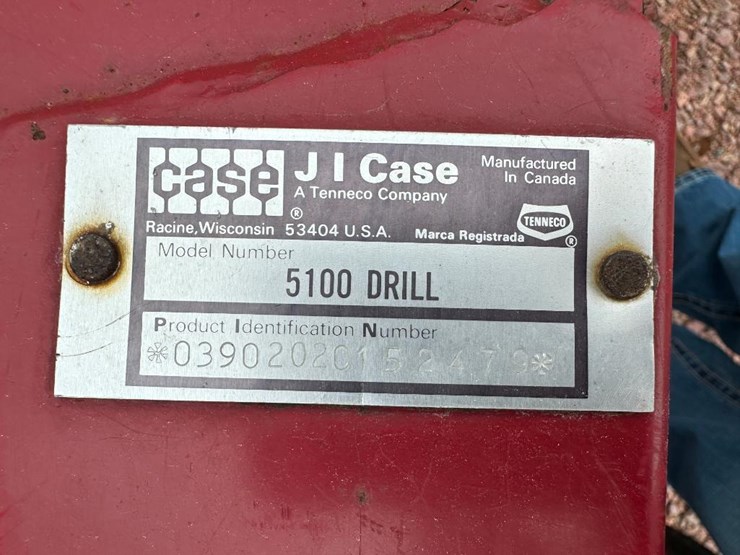 case
J I Case
A Tenneco Company
Manufactured
In Canada
®
Racine, Wisconsin 53404 U.S.A.
Marca Registrada
TENNECO
®
Model Number
5100 DRILL
Product Identification Number